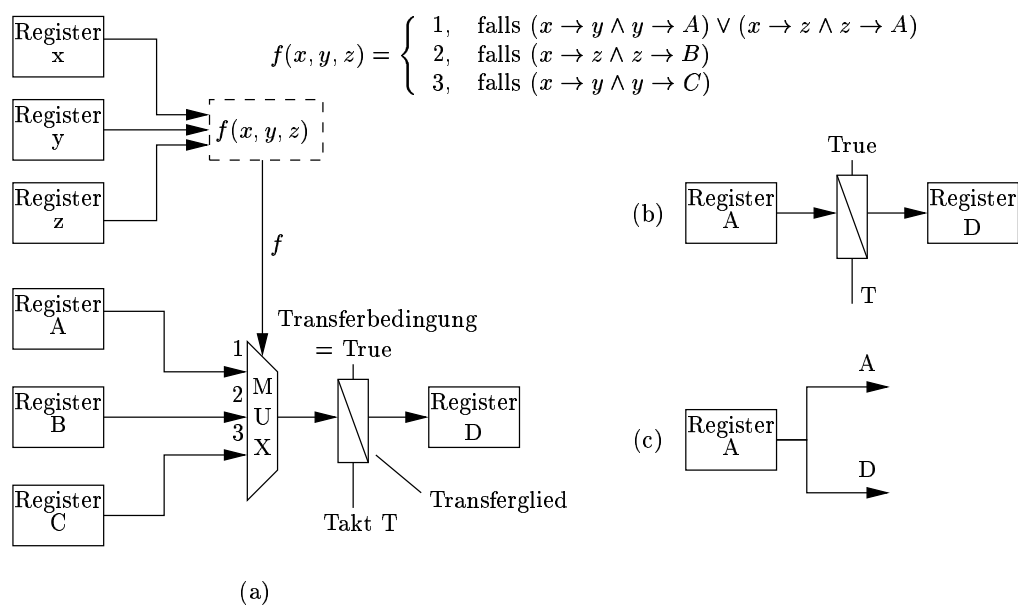 Register
x
Register
y
Register
z
f(x, y, z)
f(x, y, z) = {
1, falls (x → y ∧ y → A) ∨ (x → z ∧ z → A)
2, falls (x → z ∧ z → B)
3, falls (x → y ∧ y → C)
f
Register
A
Register
B
Register
C
1
2
3
M
U
X
Transferbedingung
= True
Register
D
Transferglied
Takt T
(a)
(b)
Register
A
True
T
Register
D
(c)
Register
A
A
D